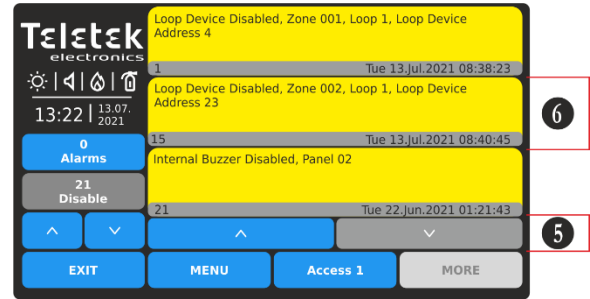 Teletek
electronics
13:22
13.07.
2021
0
Alarms
21
Disable
EXIT
Loop Device Disabled, Zone 001, Loop 1, Loop Device
Address 4
1 Tue 13.Jul.2021 08:38:23
Loop Device Disabled, Zone 002, Loop 1, Loop Device
Address 23
15 Tue 13.Jul.2021 08:40:45
Internal Buzzer Disabled, Panel 02
21 Tue 22.Jun.2021 01:21:43
MENU Access 1 MORE
6
5